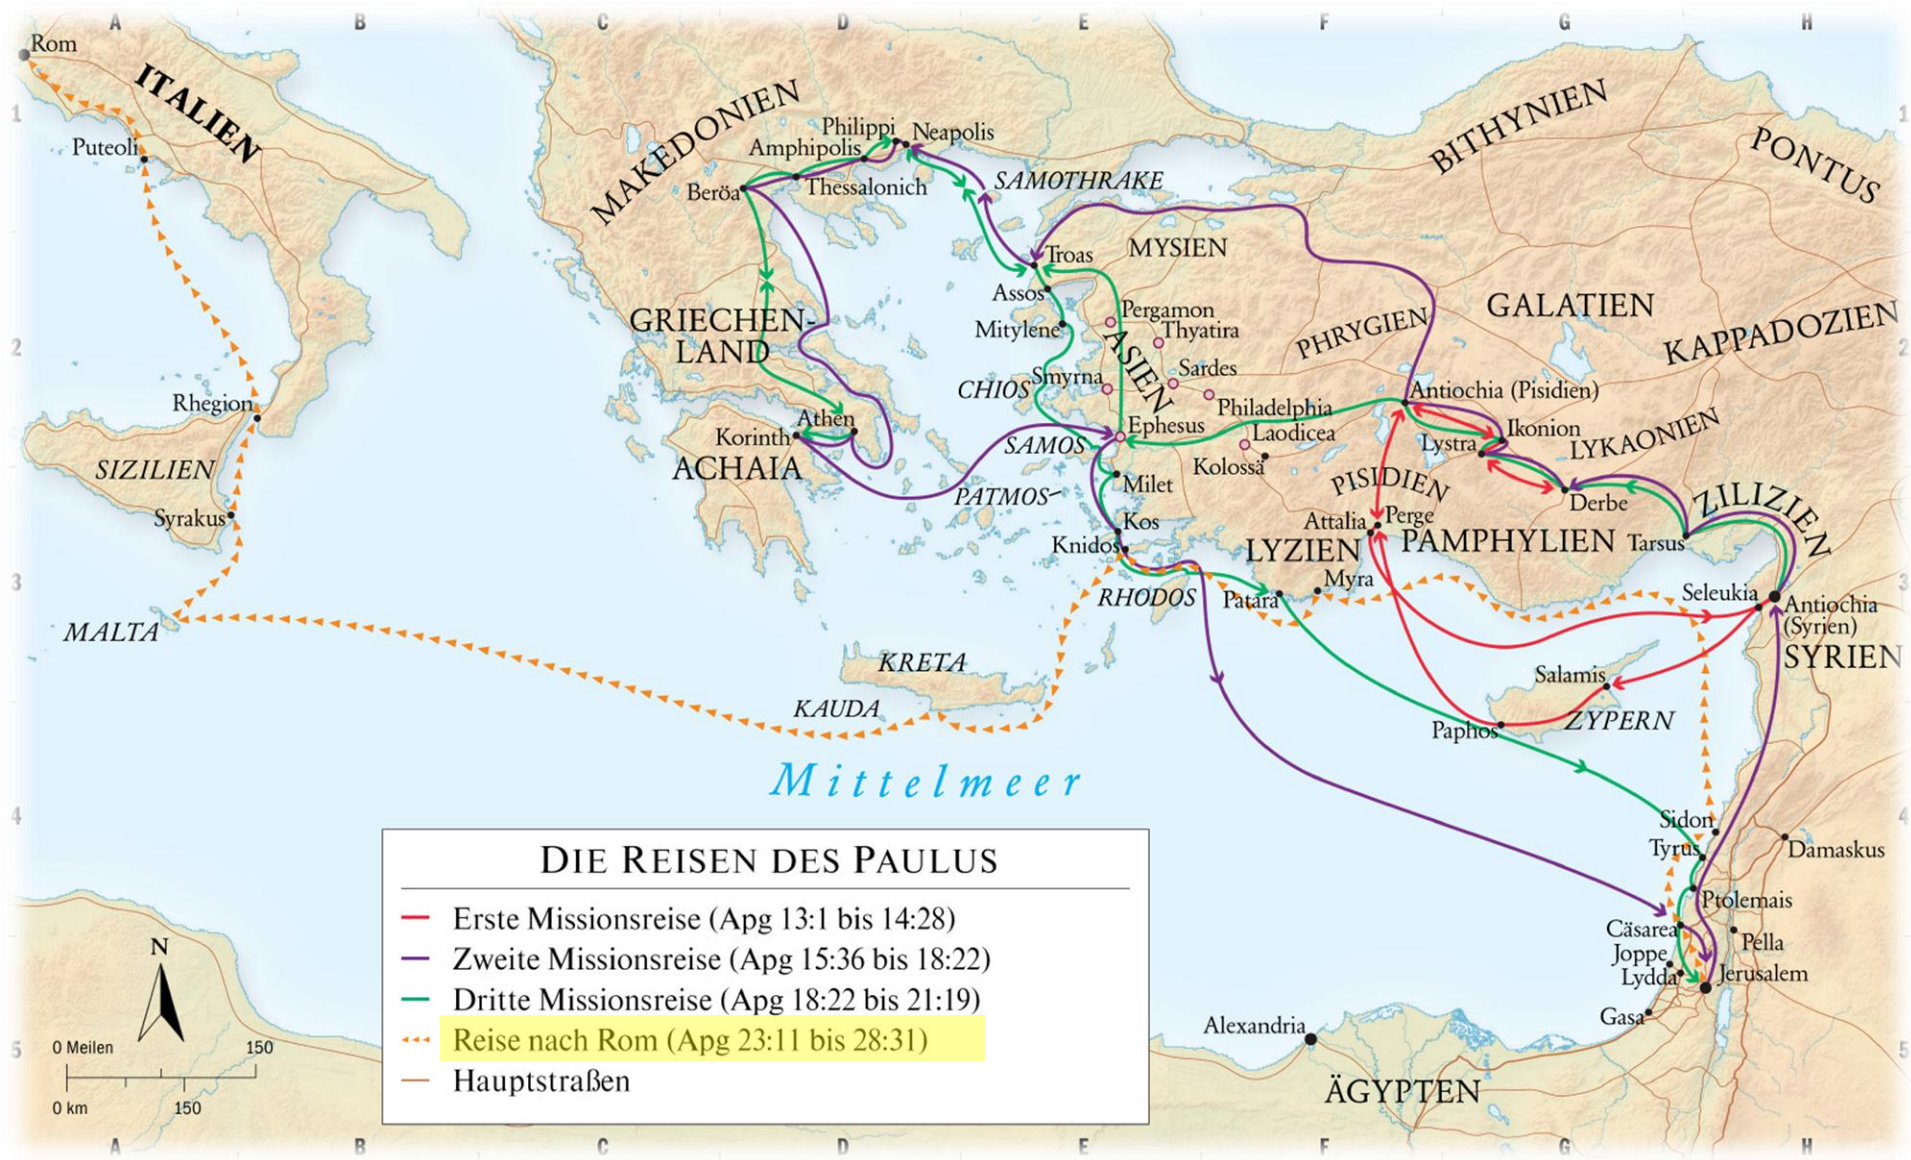 A B C D E F G H
Rom
ITALIEN
Puteoli
Rhegion
SIZILIEN
Syrakus
MALTA
MAKEDONIEN
Philippi
Neapolis
Amphipolis
Thessalonich
Beröa
SAMOTHRAKE
BITHYNIEN
PONTUS
Troas
MYSIEN
Assos
Mitylene
Pergamon
Thyatira
ASIEN
PHRYGIEN
GALATIEN
KAPPADOZIEN
GRIECHEN-
LAND
CHIOS
Smyrna
Sardes
Philadelphia
Antiochia (Pisidien)
Athen
Korinth
ACHAIA
Ephesus
SAMOS
Laodicea
Kolossä
Lystra
Ikonion
LYKAONIEN
PATMOS
Milet
PISIDIEN
Derbe
ZILIZIEN
Kos
Knidos
Attalia
Perge
LYZIEN
PAMPHYLIEN
Tarsus
RHODOS
Patara
Myra
Seleukia
Antiochia
(Syrien)
SYRIEN
KRETA
KAUDA
Salamis
Paphos
ZYPERN
Mittelmeer
Sidon
Tyrus
Damaskus
Ptolemais
Cäsarea
Pella
Joppe
Lydda
Jerusalem
Gasa
Alexandria
ÄGYPTEN
DIE REISEN DES PAULUS
Erste Missionsreise (Apg 13:1 bis 14:28)
Zweite Missionsreise (Apg 15:36 bis 18:22)
Dritte Missionsreise (Apg 18:22 bis 21:19)
Reise nach Rom (Apg 23:11 bis 28:31)
Hauptstraßen
N
0 Meilen 150
0 km 150
1 1
2 2
3 3
4 4
5 5
A B C D E F G H